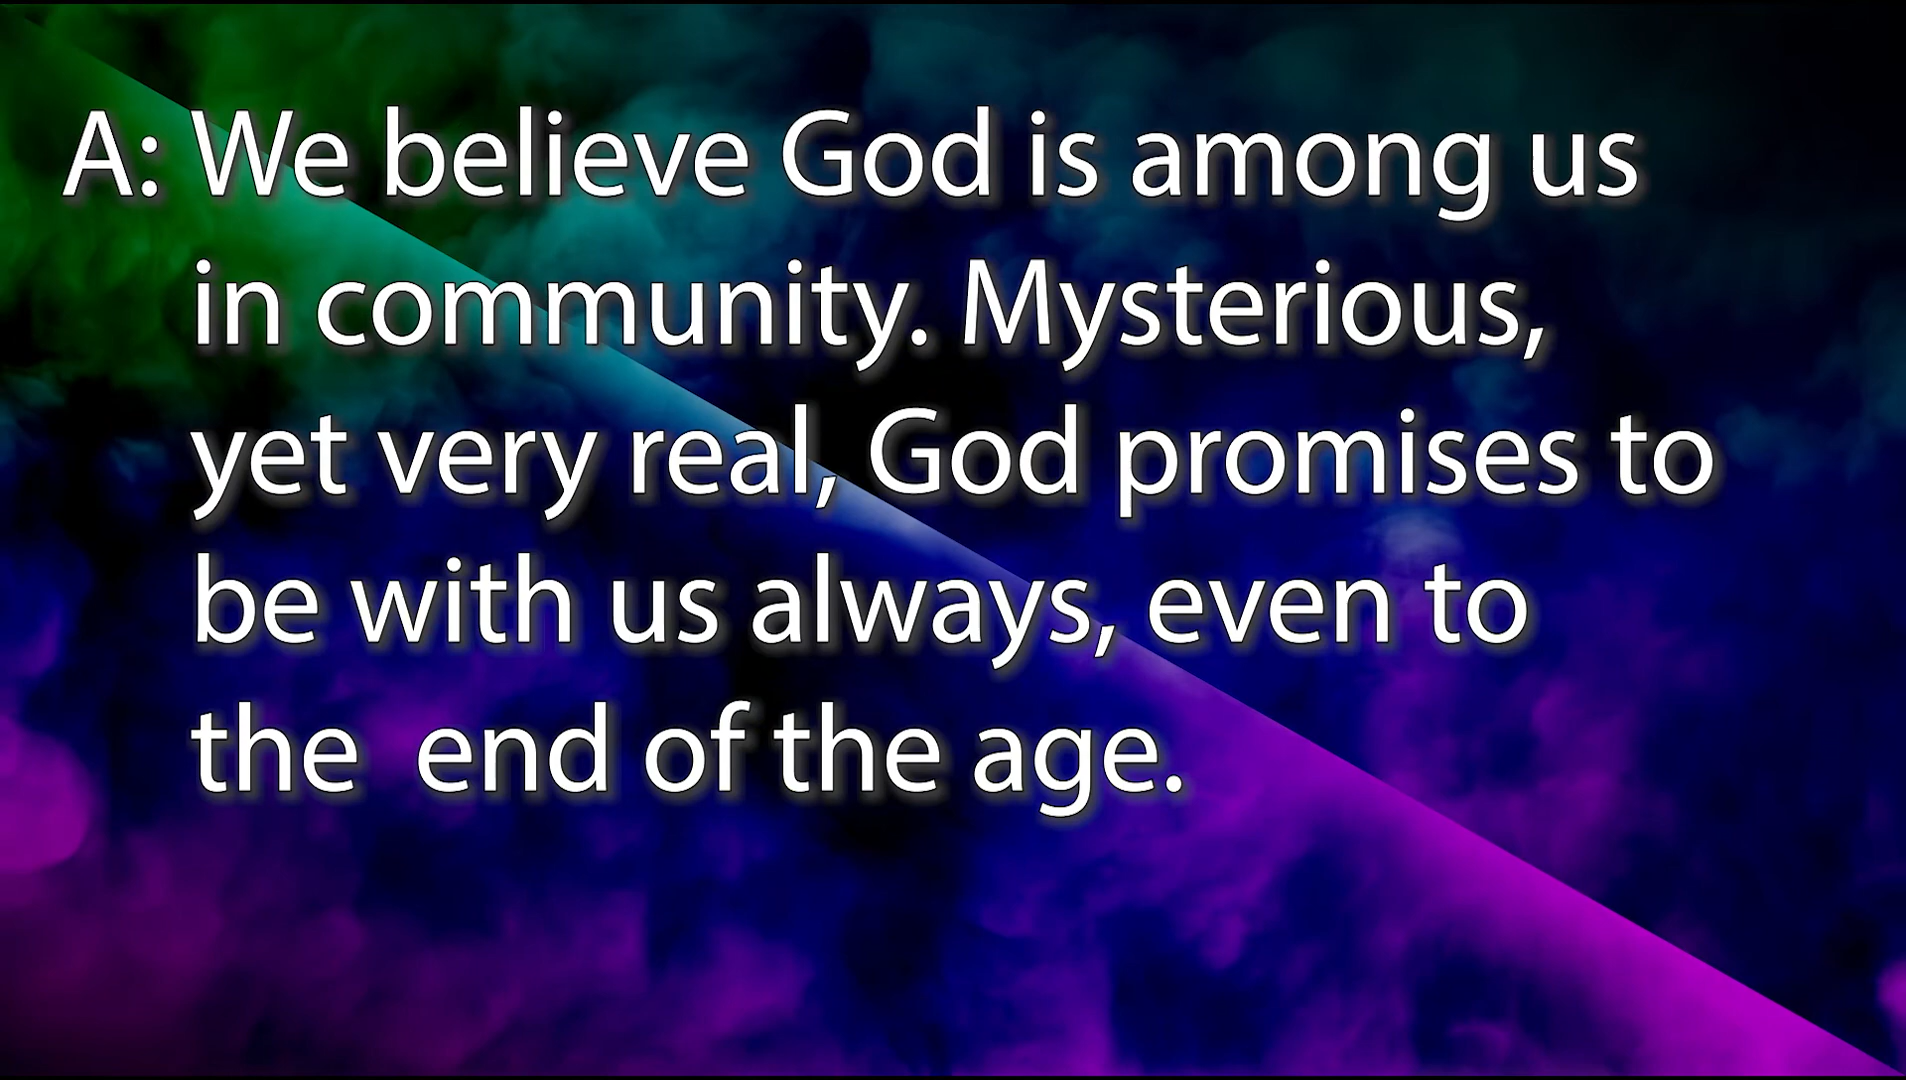 A: We believe God is among us
in community. Mysterious,
yet very real, God promises to
be with us always, even to
the  end of the age.